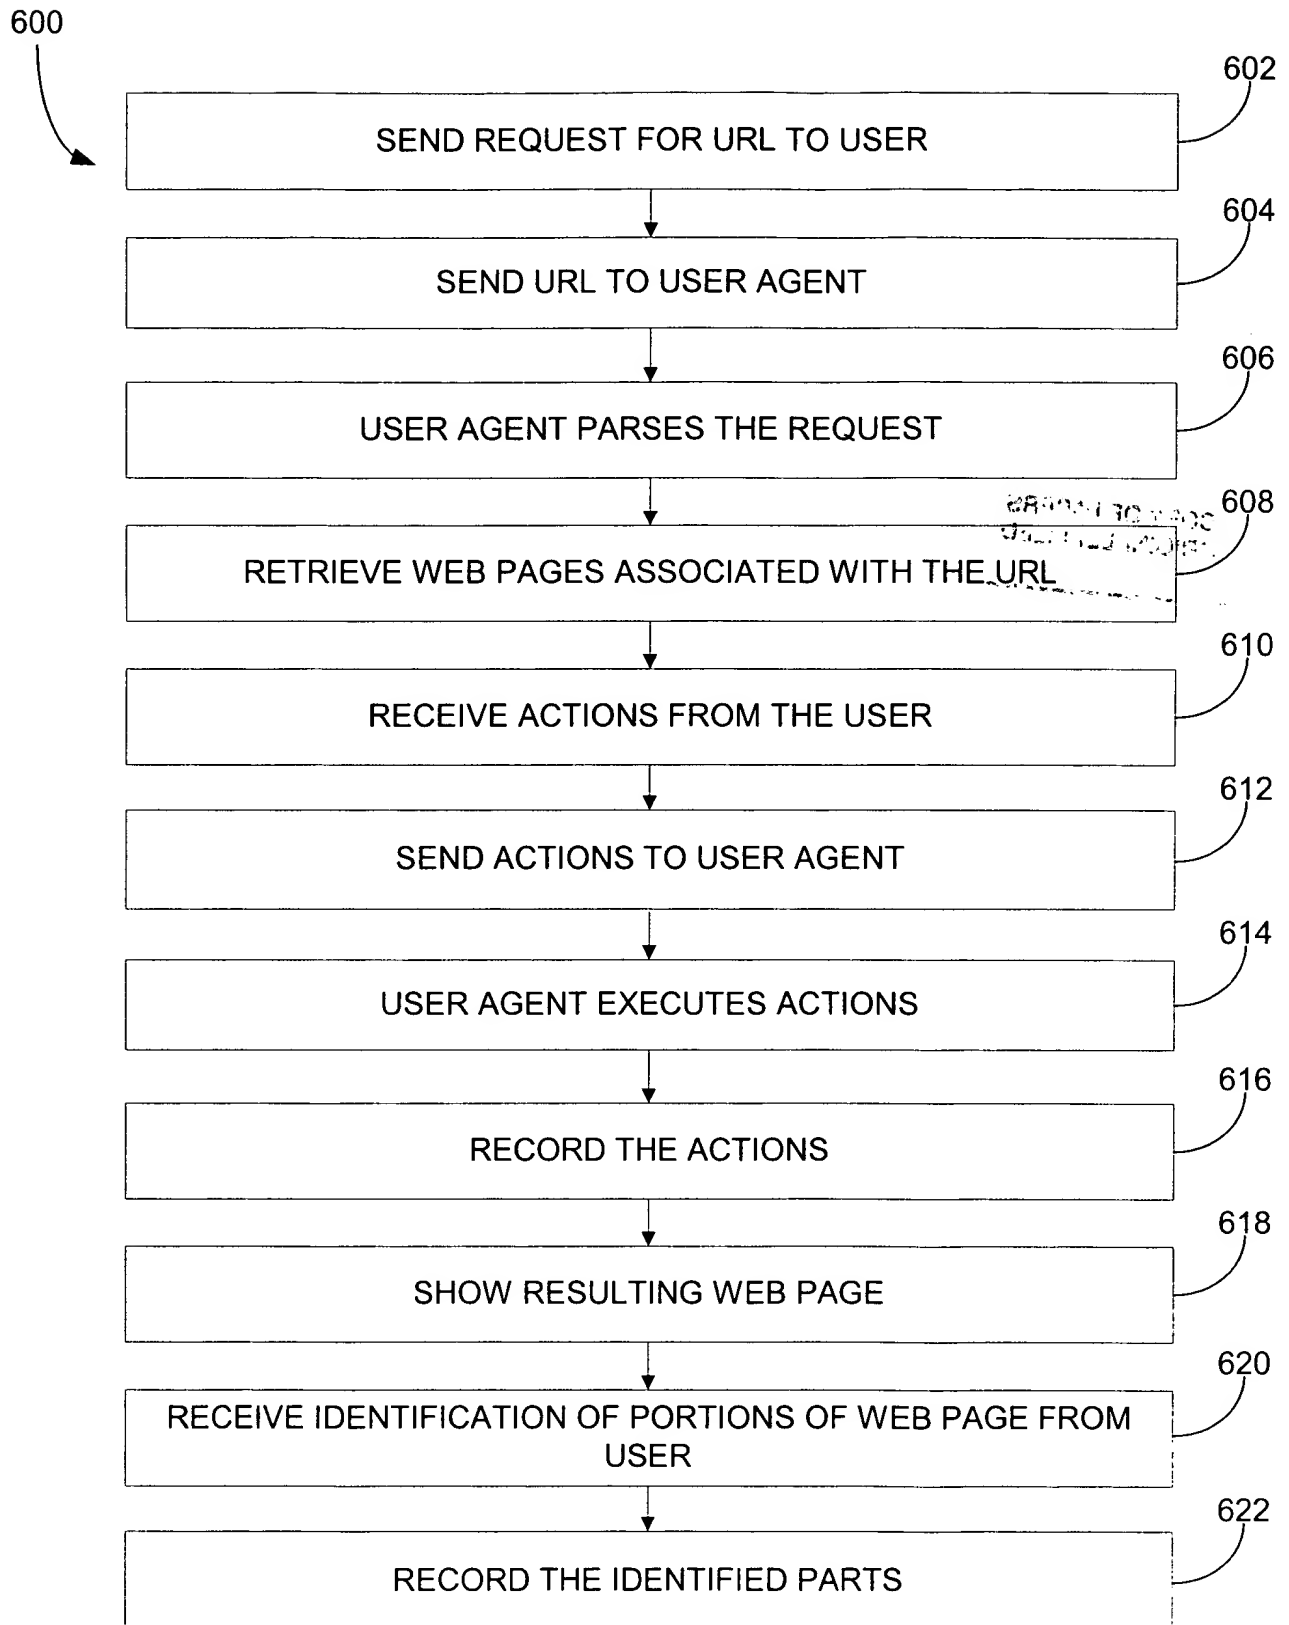 600
602
SEND REQUEST FOR URL TO USER
604
SEND URL TO USER AGENT
606
USER AGENT PARSES THE REQUEST
608
RETRIEVE WEB PAGES ASSOCIATED WITH THE URL
610
RECEIVE ACTIONS FROM THE USER
612
SEND ACTIONS TO USER AGENT
614
USER AGENT EXECUTES ACTIONS
616
RECORD THE ACTIONS
618
SHOW RESULTING WEB PAGE
620
RECEIVE IDENTIFICATION OF PORTIONS OF WEB PAGE FROM
USER
622
RECORD THE IDENTIFIED PARTS